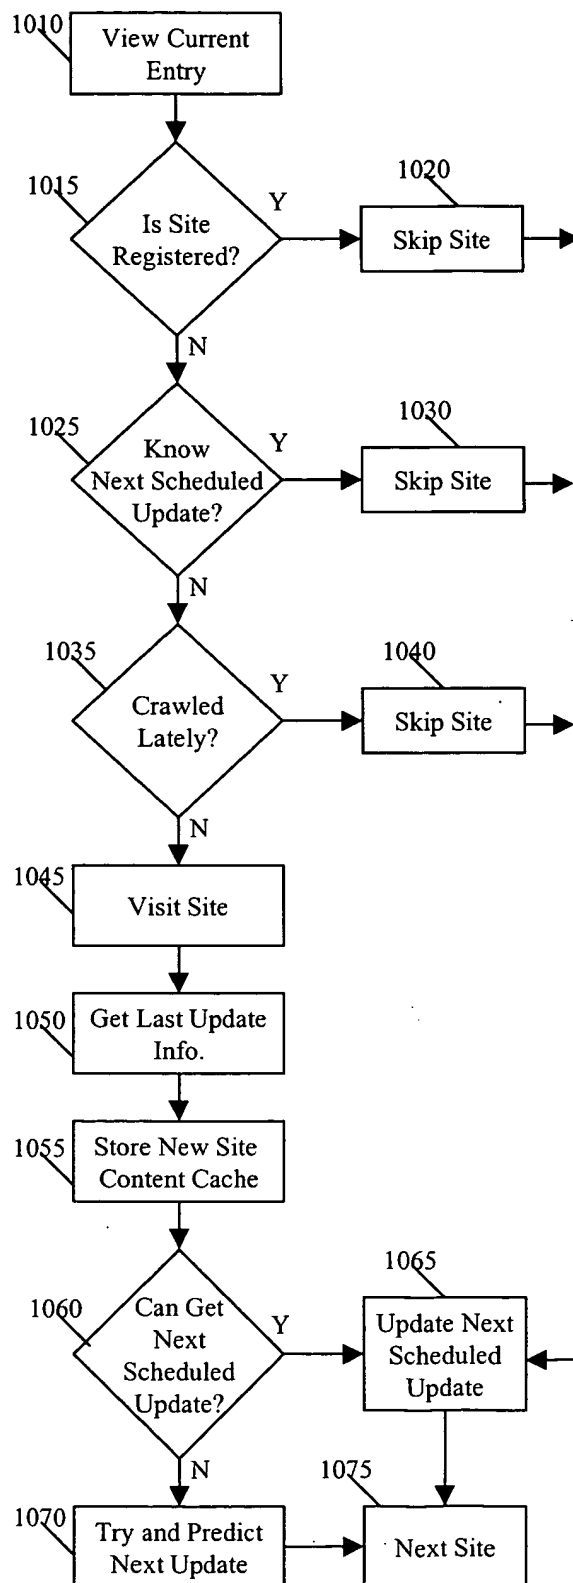 1010
View Current
Entry
1015
Is Site
Registered?
Y
1020
Skip Site
N
1025
Know
Next Scheduled
Update?
Y
1030
Skip Site
N
1035
Crawled
Lately?
Y
1040
Skip Site
N
1045
Visit Site
1050
Get Last Update
Info.
1055
Store New Site
Content Cache
1060
Can Get
Next
Scheduled
Update?
Y
1065
Update Next
Scheduled
Update
N
1070
Try and Predict
Next Update
1075
Next Site